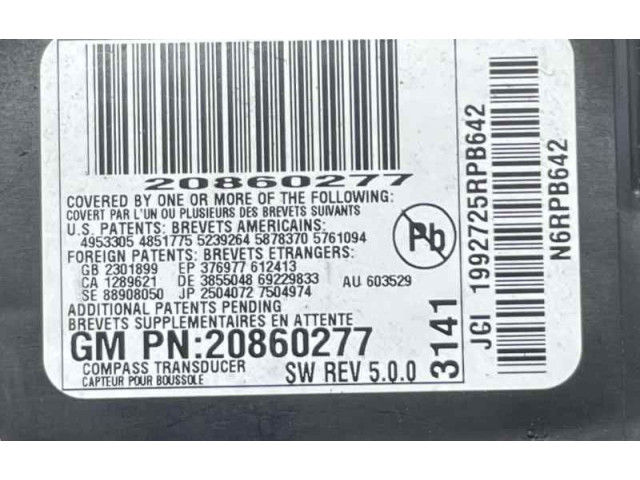 20860277
COVERED BY ONE OR MORE OF THE FOLLOWING:
COUVERT PAR L'UN OU PLUSIEURS DES BREVETS SUIVANTS
U.S. PATENTS: BREVETS AMERICAINS:
4953305 4851775 5239264 5878370 5761094
FOREIGN PATENTS: BREVETS ETRANGERS:
GB 2301899 EP 376977 612413
CA 1289621 DE 3855048 69229833 AU 603529
SE 88908050 JP 2504072 7504974
ADDITIONAL PATENTS PENDING
BREVETS SUPPLEMENTAIRES EN ATTENTE
GM PN:20860277
COMPASS TRANSDUCER
CAPTEUR POUR BOUSSOLE
SW REV 5.0.0
Pb
3141
JCI 1992725RPB642
N6RPB642